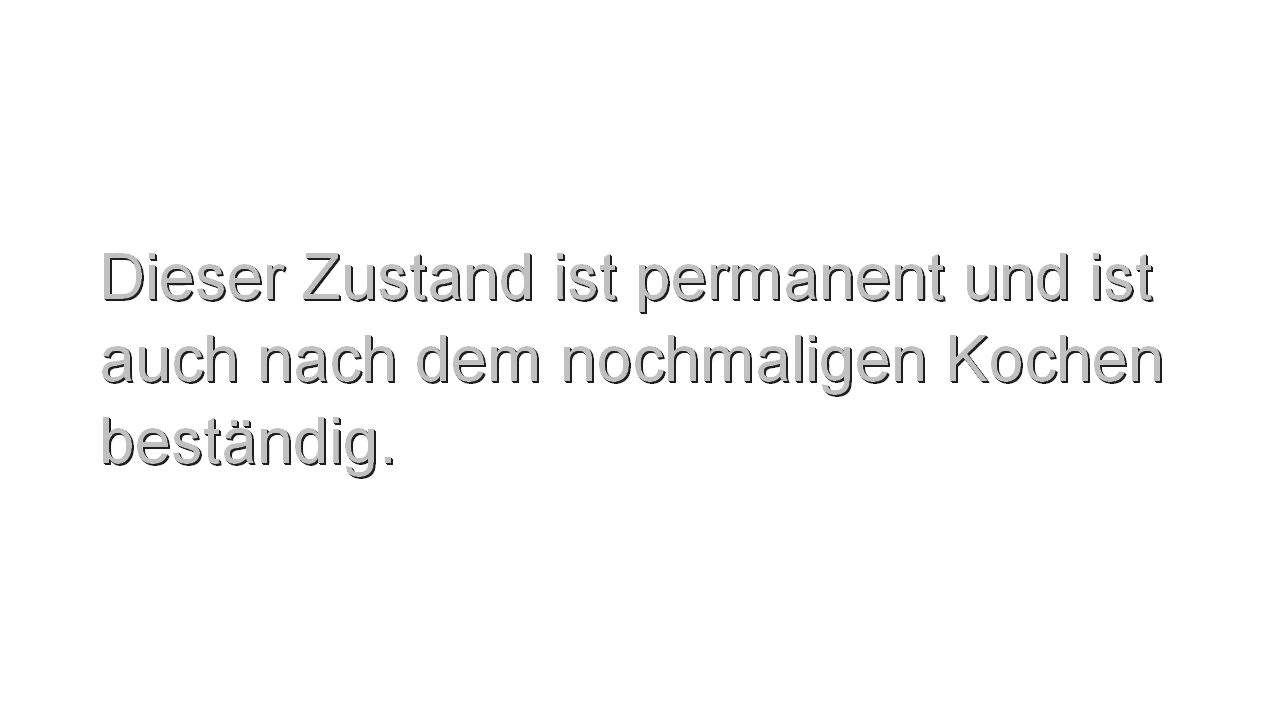 Dieser Zustand ist permanent und ist
auch nach dem nochmaligen Kochen
beständig.